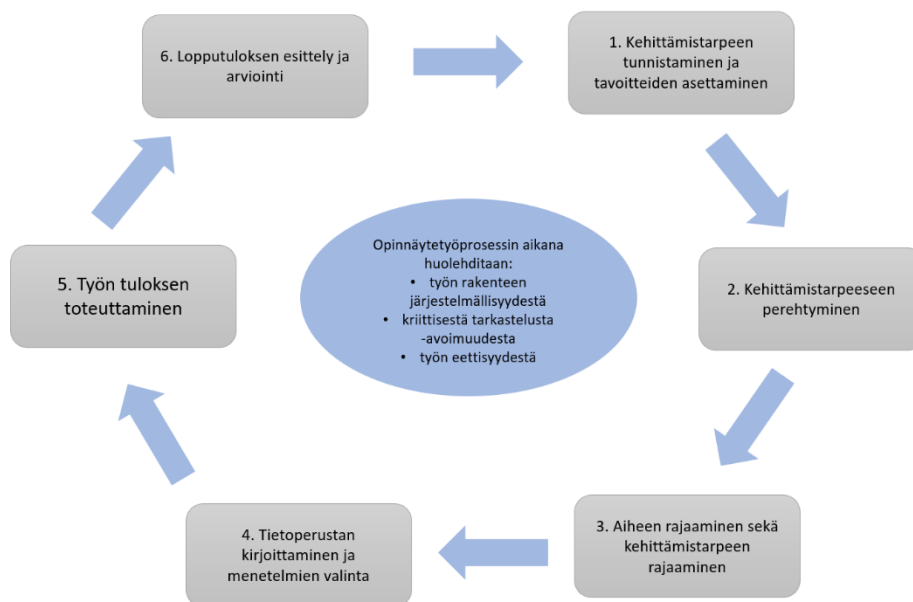 1. Kehittämistarpeen
tunnistaminen ja
tavoitteiden asettaminen
2. Kehittämistarpeeseen
perehtyminen
3. Aiheen rajaaminen sekä
kehittämistarpeen
rajaaminen
4. Tietoperustan
kirjoittaminen ja
menetelmien valinta
5. Työn tuloksen
toteuttaminen
6. Lopputuloksen esittely ja
arviointi
Opinnäytetyöprosessin aikana
huolehditaan:
• työn rakenteen
järjestelmällisyydestä
• kriittisestä tarkastelusta
-avoimuudesta
• työn eettisyydestä